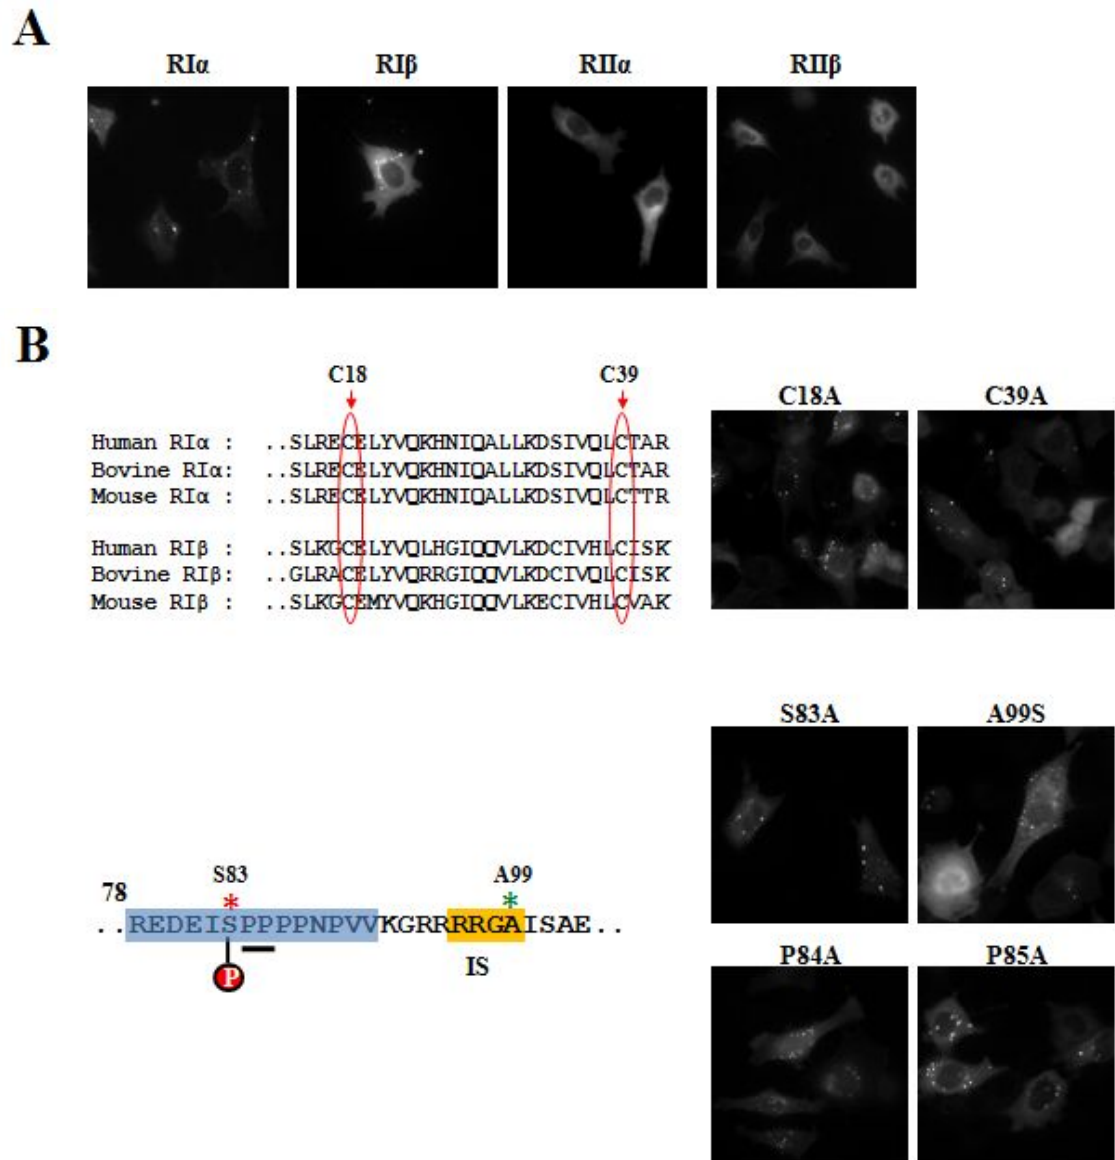 A
RIα RIβ RIIα RIIβ
B
C18 C39
Human RIα : ..SLRECELYVQKHNIQALLKDSIVQLCTAR
Bovine RIα: ..SLRECELYVQKHNIQALLKDSIVQLCTAR
Mouse RIα : ..SLRECELYVQKHNIQALLKDSIVQLCTTR
Human RIβ : ..SLKGCELYVQLHGIQQVLKDCIVHLCISK
Bovine RIβ: ..GLRACELYVQRRGIQQVLKDCIVQLCISK
Mouse RIβ : ..SLKGCEMYVQKHGIQQVLKECIVHLCVAK
C18A C39A
S83A A99S
78 S83 A99
* *
..REDEISPPPPNPVVKGRRRRGAISAE..
P IS
P84A P85A